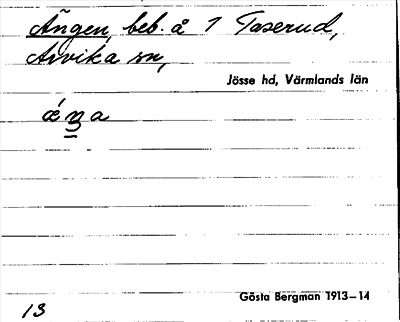 Ängen, beb. å 1 Taserud,
Arvika sn,
Jösse hd, Värmlands län
Gösta Bergman 1913–14
13